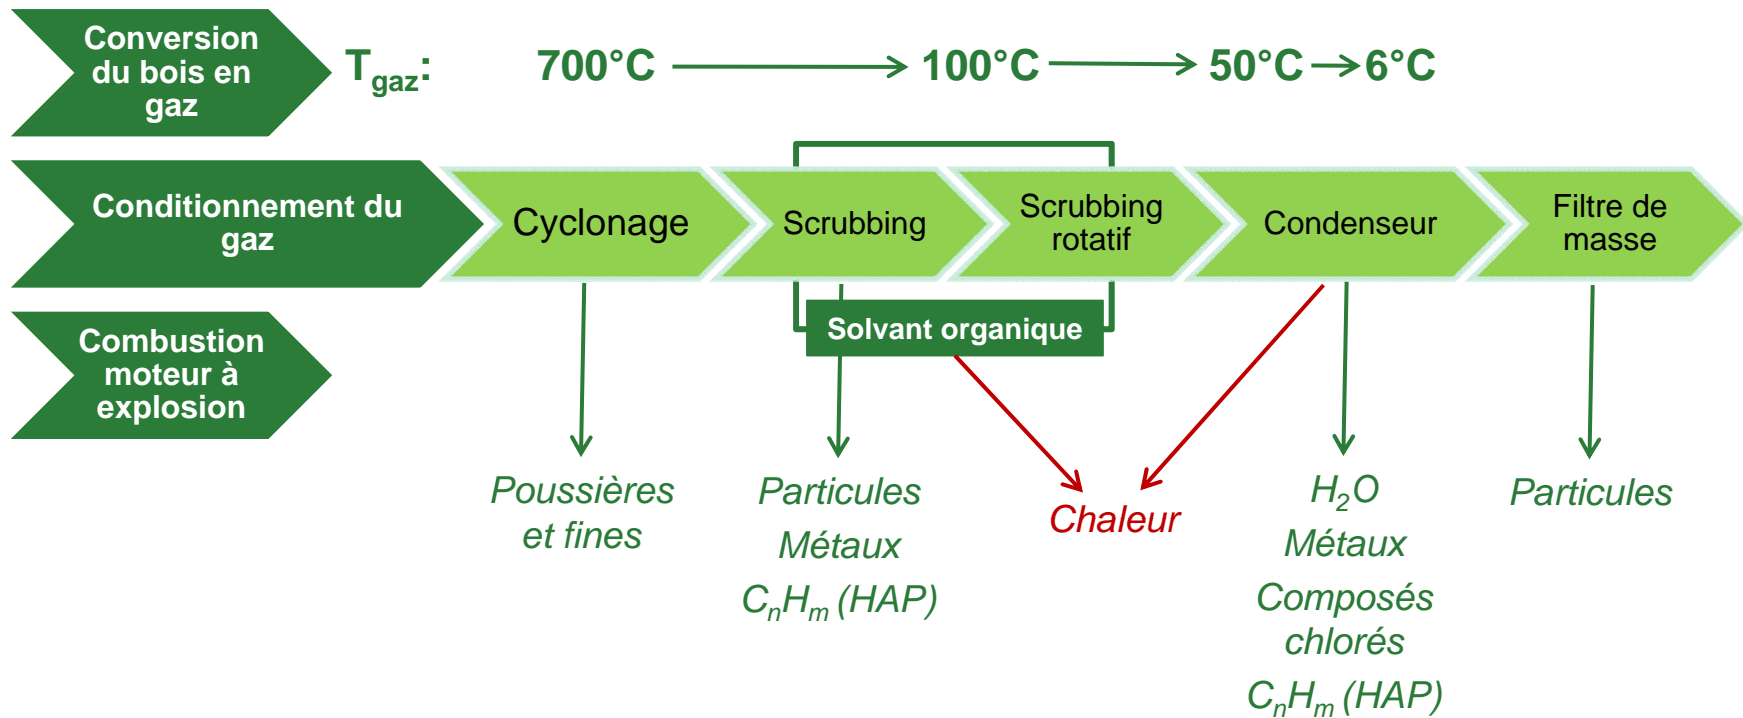 Conversion
du bois en
gaz
Tgaz: 700°C 100°C 50°C 6°C
Conditionnement du
gaz
Cyclonage
Scrubbing
Scrubbing
rotatif
Condenseur
Filtre de
masse
Solvant organique
Combustion
moteur à
explosion
Poussières
et fines
Particules
Métaux
CnHm (HAP)
Chaleur
H2O
Métaux
Composés
chlorés
CnHm (HAP)
Particules